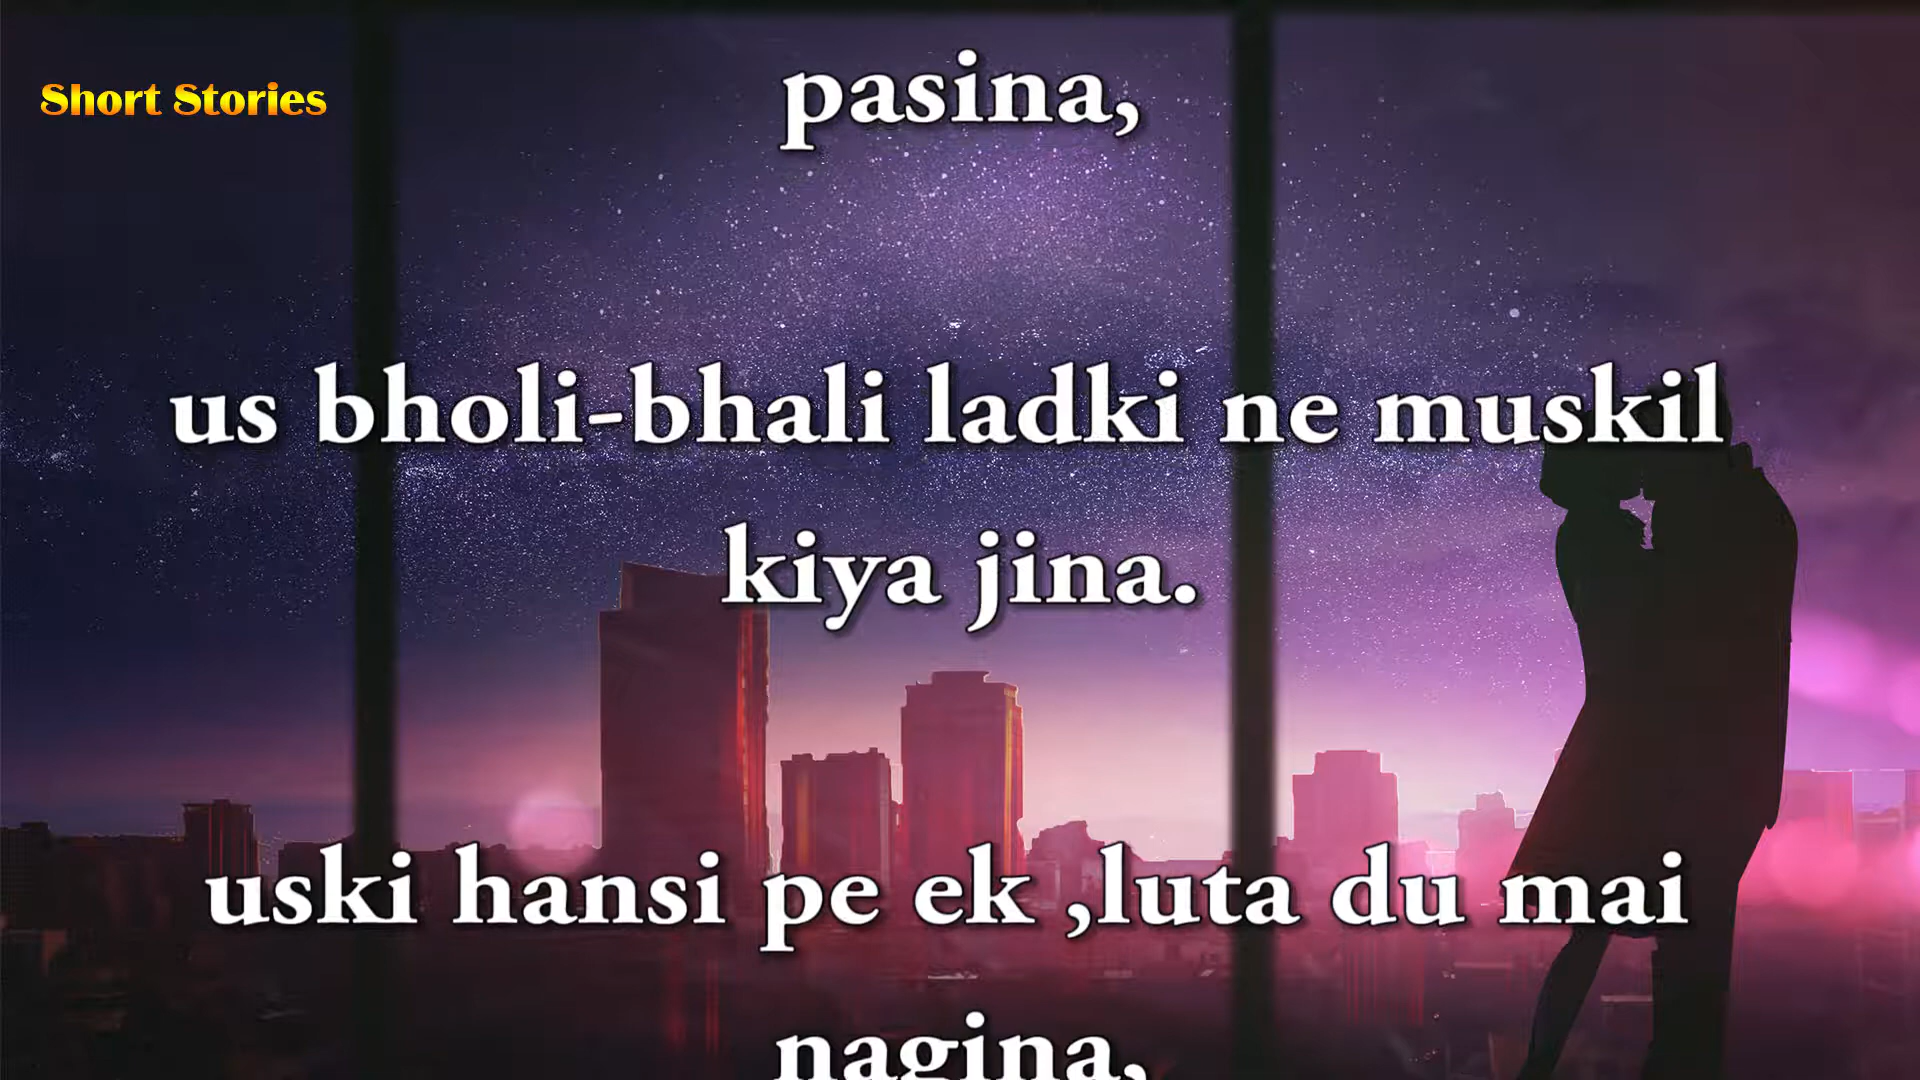 Short Stories
pasina,
us bholi-bhali ladki ne muskil
kiya jina.
uski hansi pe ek ,luta du mai
nagina,